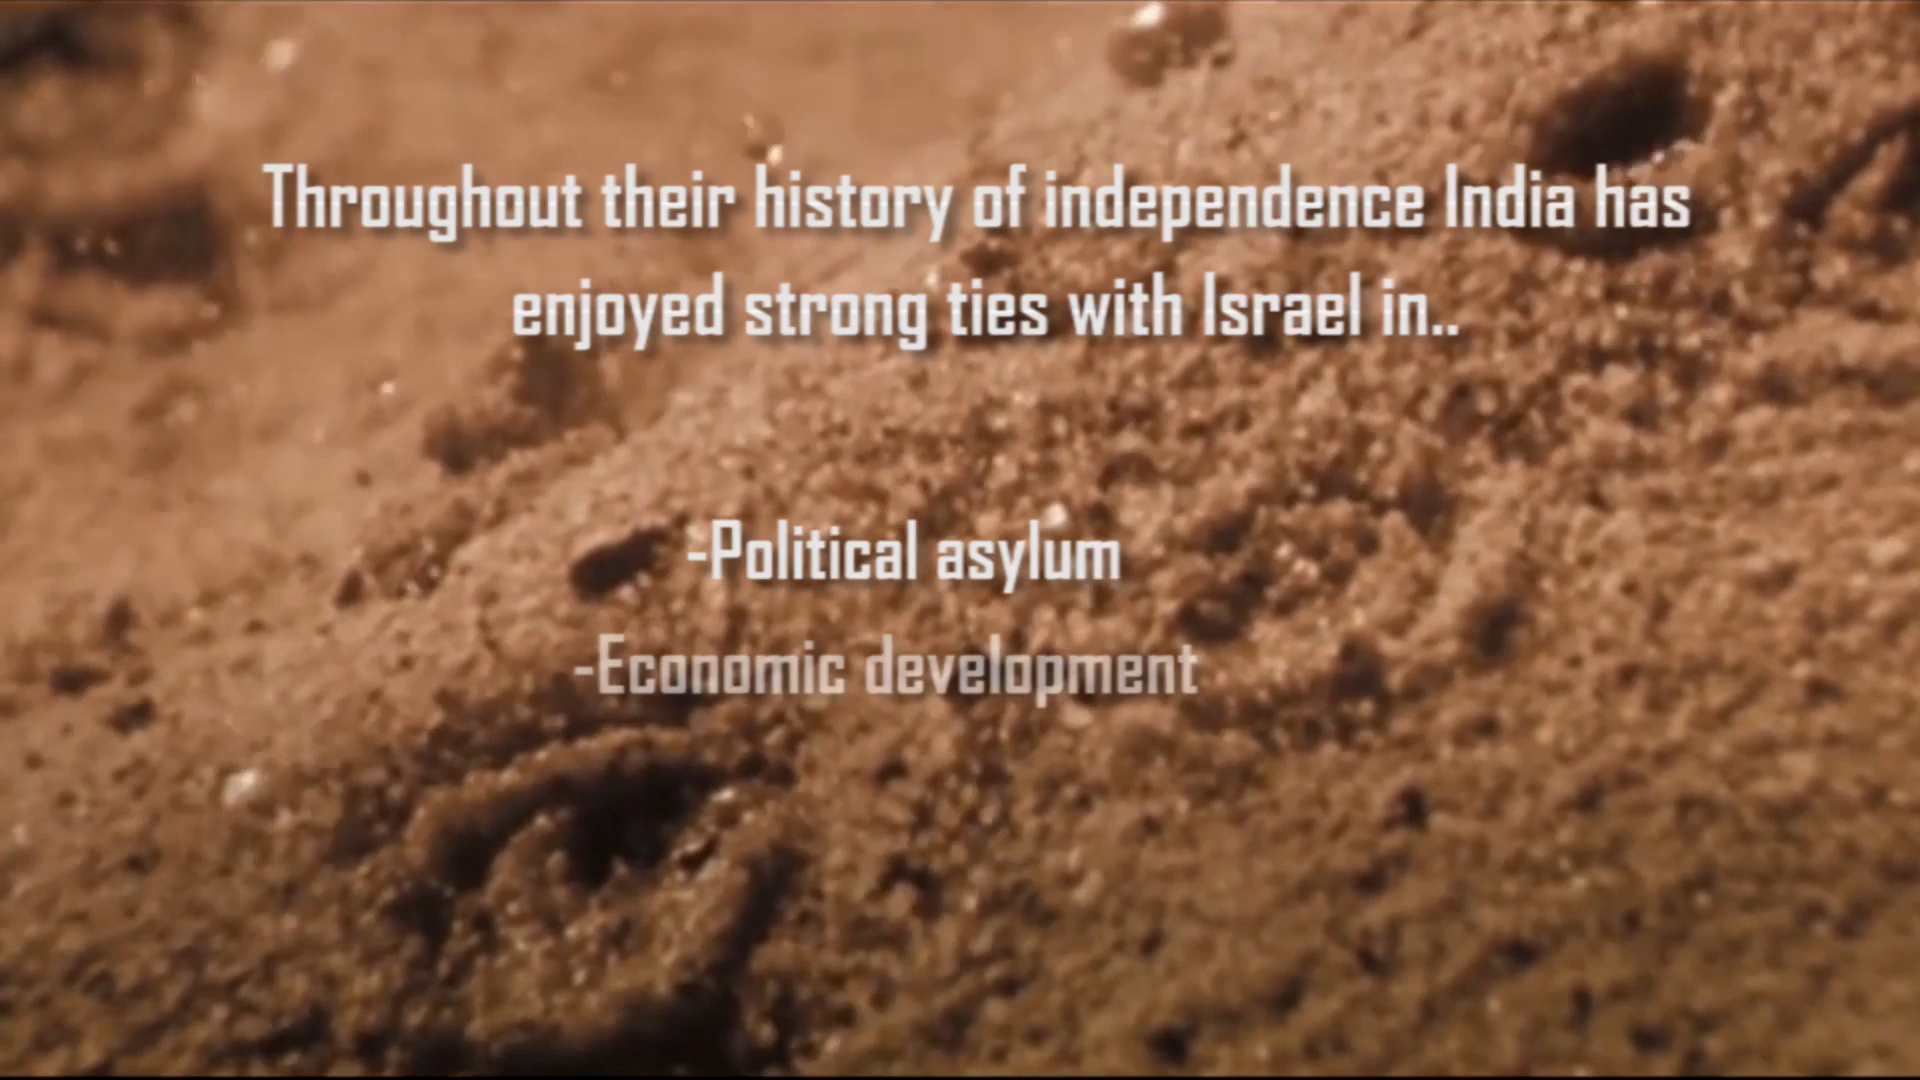 Throughout their history of independence India has
enjoyed strong ties with Israel in..
-Political asylum
-Economic development